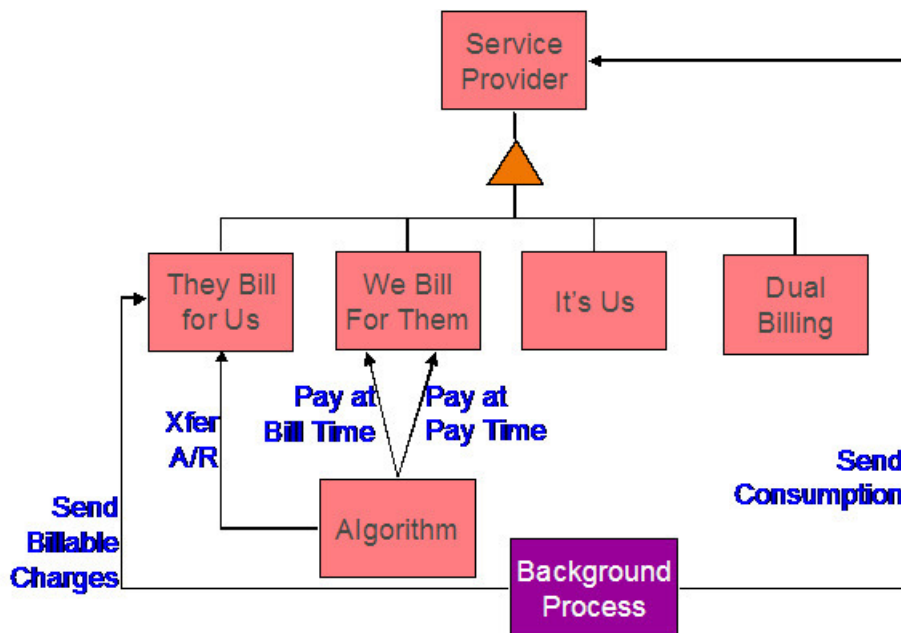 Service
Provider
They Bill
for Us
We Bill
For Them
It's Us
Dual
Billing
Xfer
A/R
Pay at
Bill Time
Pay at
Pay Time
Send
Consumption
Send
Billable
Charges
Algorithm
Background
Process